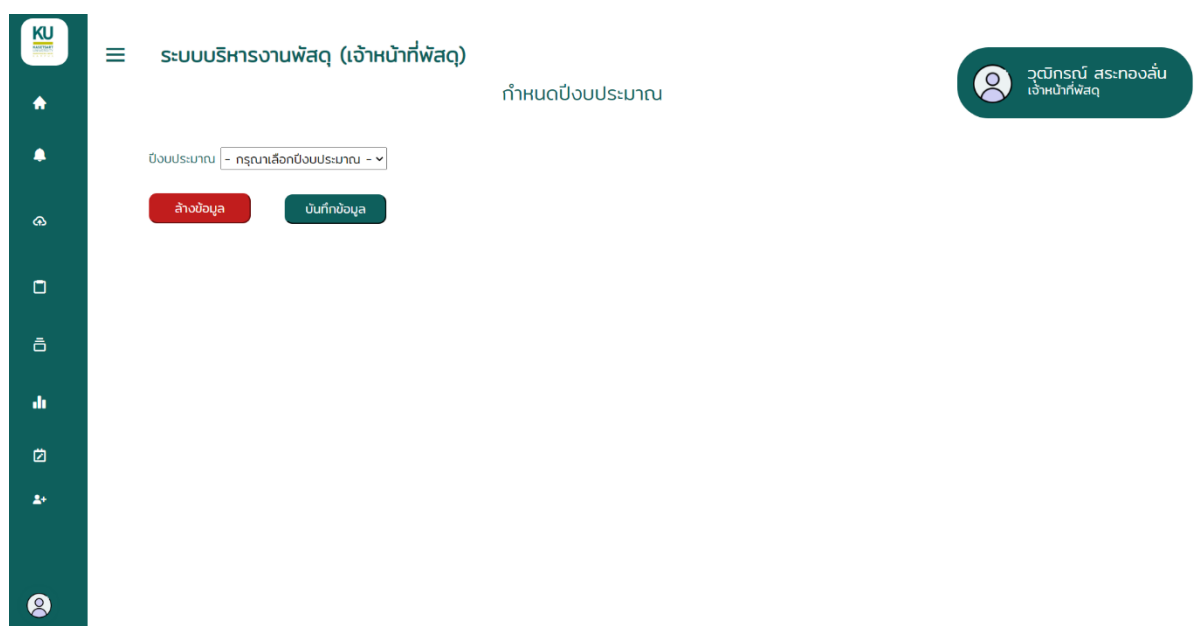 KU
ระบบบริหารงานพัสดุ (เจ้าหน้าที่พัสดุ)
กำหนดปีงบประมาณ
วุฒิกรณ์ สระทองลั่น
เจ้าหน้าที่พัสดุ
ปีงบประมาณ - กรุณาเลือกปีงบประมาณ -
ล้างข้อมูล บันทึกข้อมูล